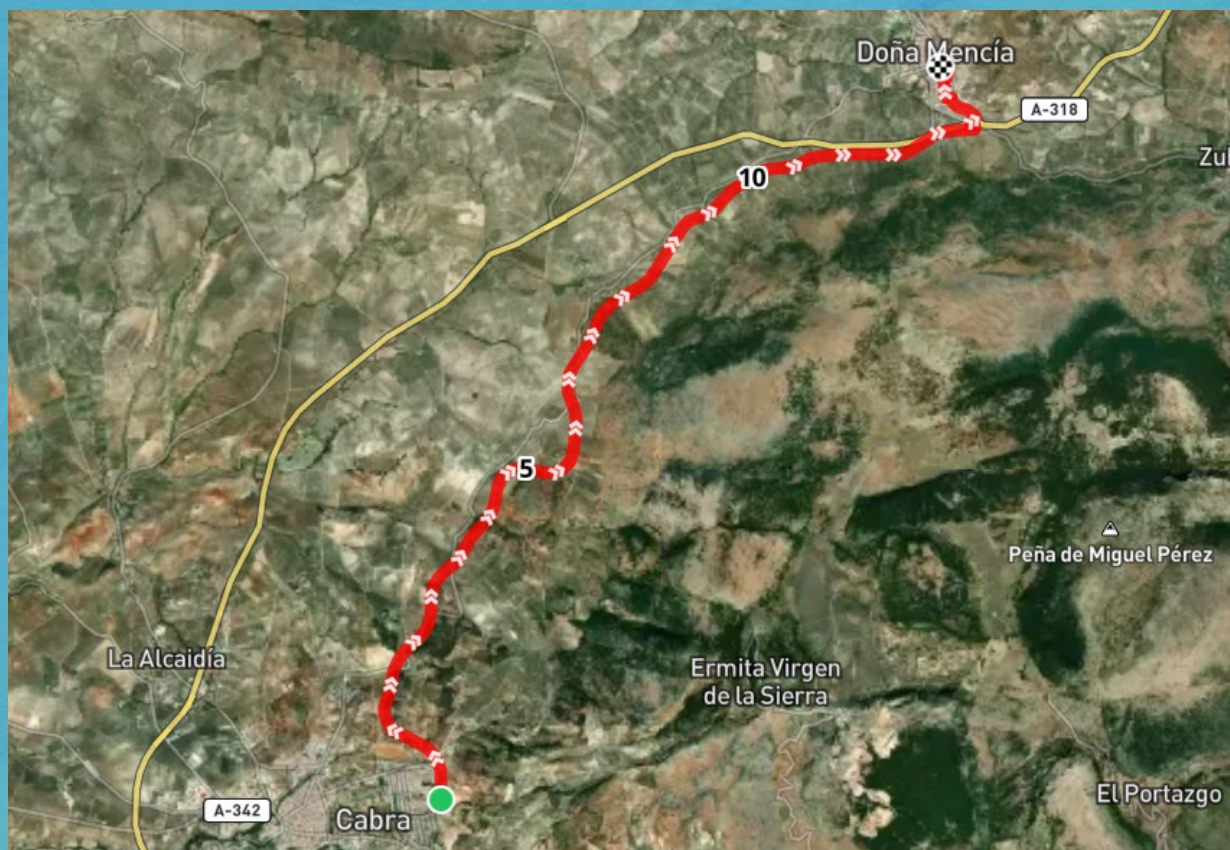 Doña Mencía
A-318
Zul
10
5
Peña de Miguel Pérez
La Alcaidía
Ermita Virgen
de la Sierra
A-342
Cabra
El Portazgo